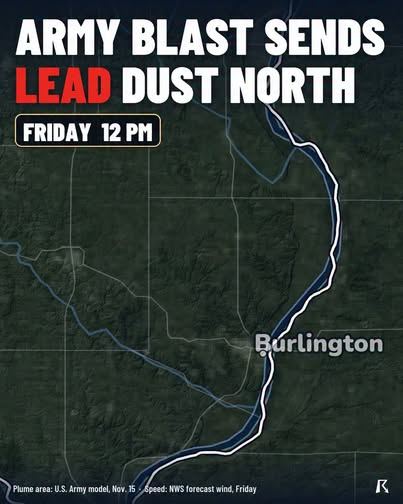 ARMY BLAST SENDS
LEAD DUST NORTH
FRIDAY 12 PM
Burlington
Plume area: U.S. Army model, Nov. 15 · Speed: NWS forecast wind, Friday